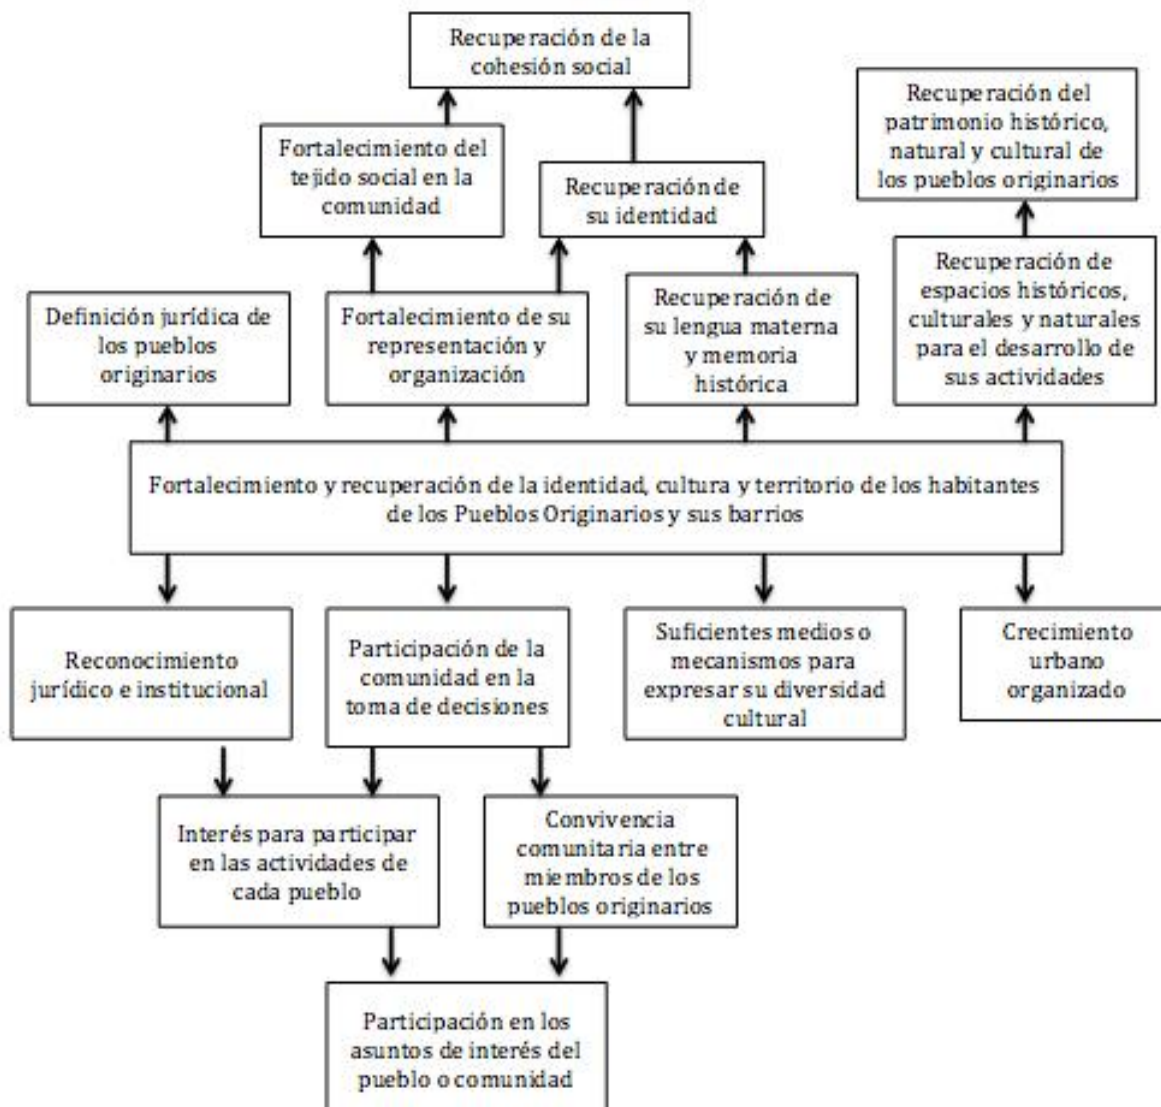 Recuperación de la
cohesión social
Recuperación del
patrimonio histórico,
natural y cultural de
los pueblos originarios
Fortalecimiento del
tejido social en la
comunidad
Recuperación de
su identidad
Definición jurídica de
los pueblos
originarios
Fortalecimiento de su
representación y
organización
Recuperación de
su lengua materna
y memoria
histórica
Recuperación de
espacios históricos,
culturales y naturales
para el desarrollo de
sus actividades
Fortalecimiento y recuperación de la identidad, cultura y territorio de los habitantes
de los Pueblos Originarios y sus barrios
Reconocimiento
jurídico e institucional
Participación de la
comunidad en la
toma de decisiones
Suficientes medios o
mecanismos para
expresar su diversidad
cultural
Crecimiento
urbano
organizado
Interés para participar
en las actividades de
cada pueblo
Convivencia
comunitaria entre
miembros de los
pueblos originarios
Participación en los
asuntos de interés del
pueblo o comunidad